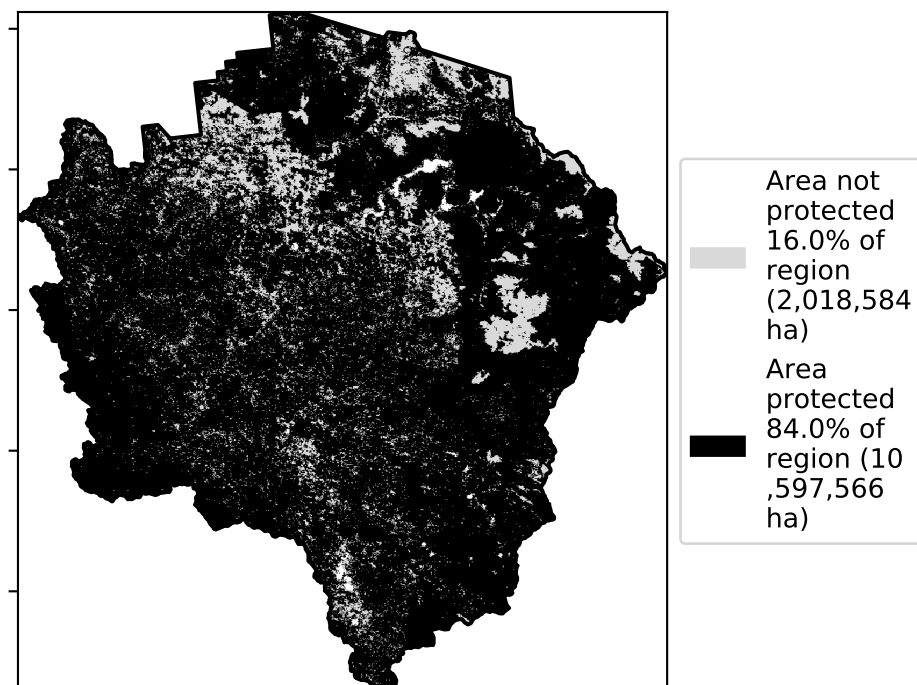 Area not
protected
16.0% of
region
(2,018,584
ha)
Area
protected
84.0% of
region (10
,597,566
ha)